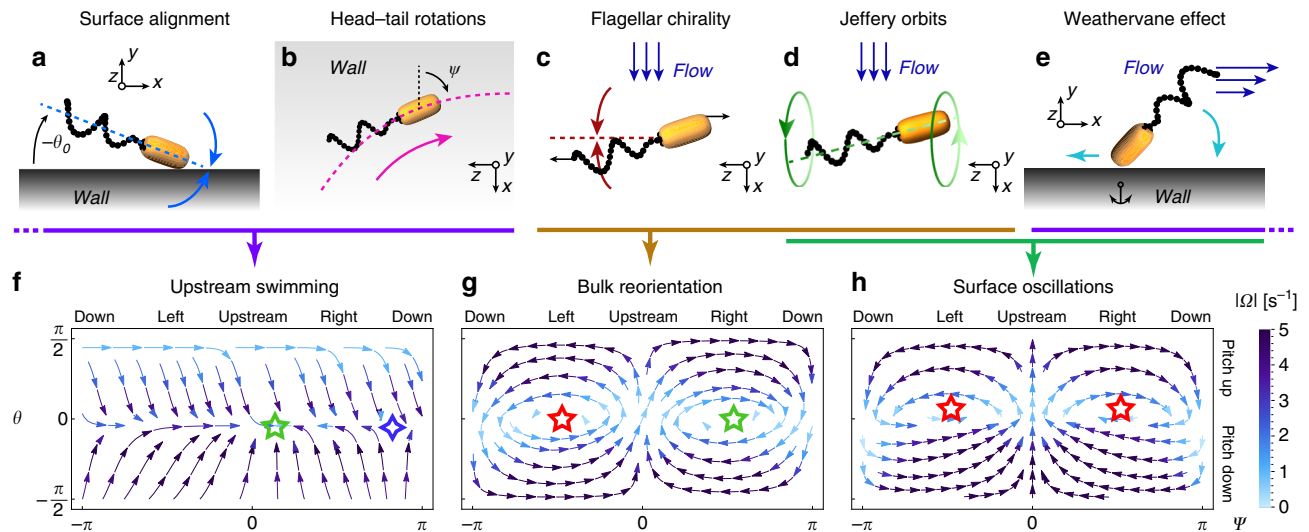 Surface alignment
Head–tail rotations
Flagellar chirality
Jeffery orbits
Weathervane effect
a
y
z
x
−θ0
Wall
b
Wall
ψ
y
z
x
c
Flow
d
Flow
y
z
x
e
Flow
y
z
x
Wall
f
Upstream swimming
Down Left Upstream Right Down
π/2
θ 0
−π/2
−π 0 π
g
Bulk reorientation
Down Left Upstream Right Down
−π 0 π
h
Surface oscillations
Down Left Upstream Right Down
Pitch up
Pitch down
−π 0 π
Ψ
|Ω| [s−1]
5
4
3
2
1
0